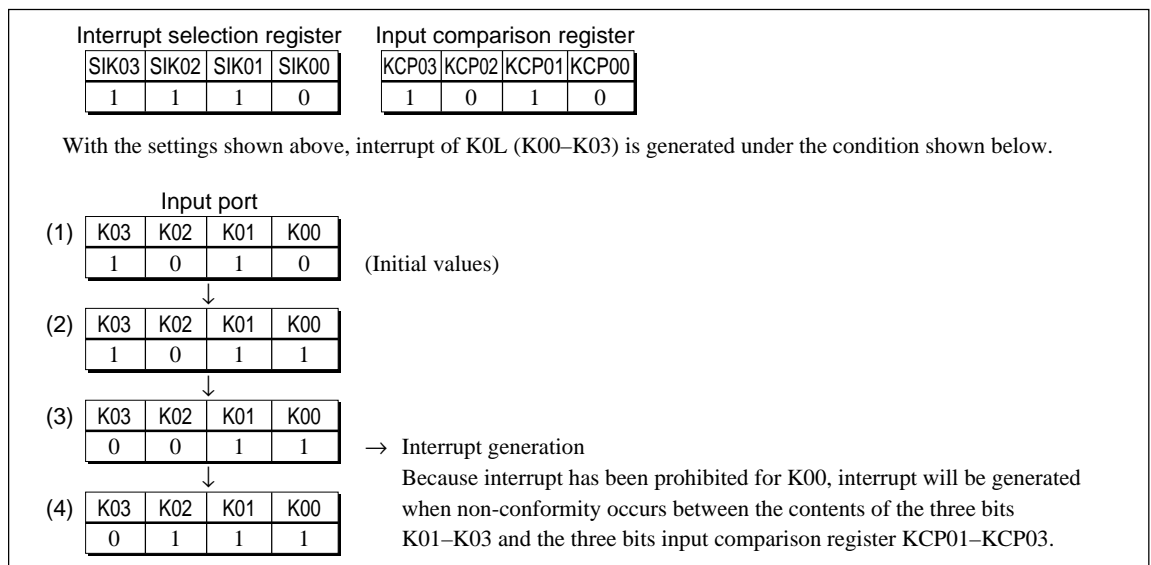 Interrupt selection register Input comparison register
SIK03 SIK02 SIK01 SIK00 KCP03 KCP02 KCP01 KCP00
1 1 1 0 1 0 1 0
With the settings shown above, interrupt of K0L (K00–K03) is generated under the condition shown below.
Input port
(1) K03 K02 K01 K00
1 0 1 0 (Initial values)
↓
(2) K03 K02 K01 K00
1 0 1 1
↓
(3) K03 K02 K01 K00
0 0 1 1 → Interrupt generation
↓ Because interrupt has been prohibited for K00, interrupt will be generated
(4) K03 K02 K01 K00 when non-conformity occurs between the contents of the three bits
0 1 1 1 K01–K03 and the three bits input comparison register KCP01–KCP03.